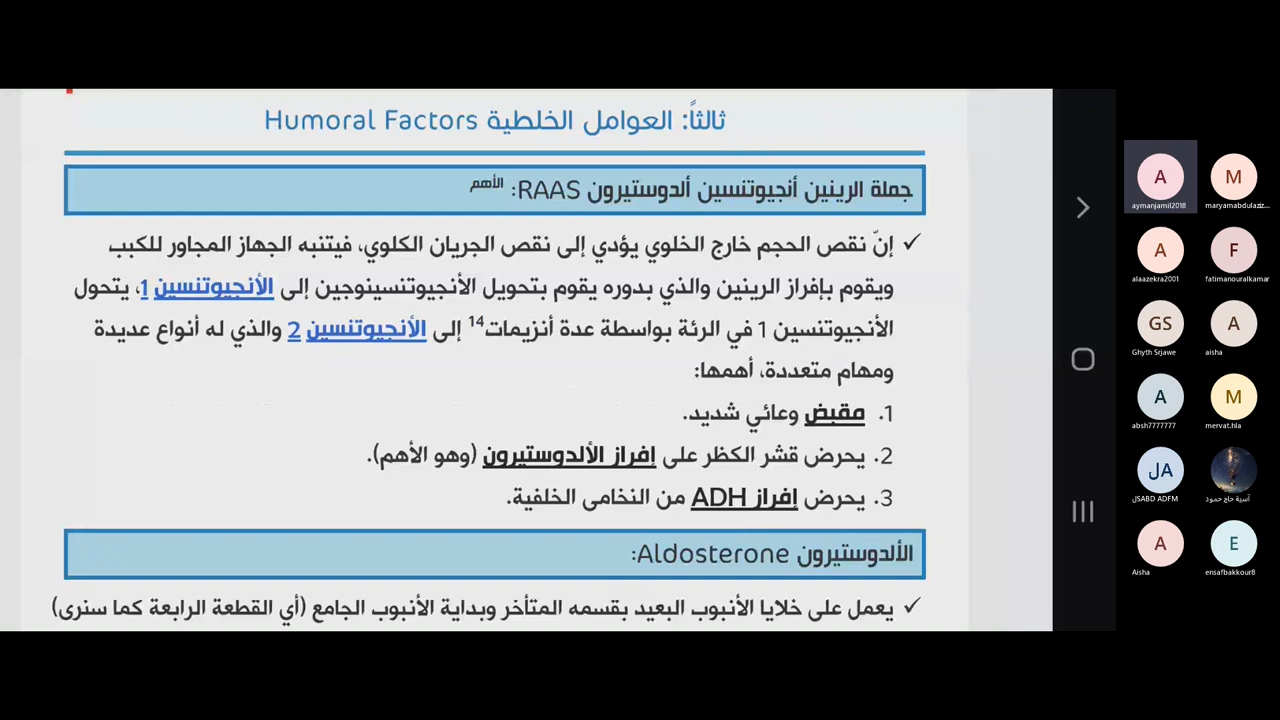 ثالثاً: العوامل الخلطية Humoral Factors
جملة الرينين أنجيوتنسين ألدوستيرون RAAS: الأهم
✓ إنّ نقص الحجم خارج الخلوي يؤدي إلى نقص الجريان الكلوي، فيتنبه الجهاز المجاور للكبب
ويقوم بإفراز الرينين والذي بدوره يقوم بتحويل الأنجيوتنسينوجين إلى الأنجيوتنسين 1، يتحول
الأنجيوتنسين 1 في الرئة بواسطة عدة أنزيمات14 إلى الأنجيوتنسين 2 والذي له أنواع عديدة
ومهام متعددة، أهمها:
1. مقبض وعائي شديد.
2. يحرض قشر الكظر على إفراز الألدوستيرون (وهو الأهم).
3. يحرض إفراز ADH من النخامى الخلفية.
الألدوستيرون Aldosterone:
✓ يعمل على خلايا الأنبوب البعيد بقسمه المتأخر وبداية الأنبوب الجامع (أي القطعة الرابعة كما سنرى)
A
aymanjamil2018
M
maryamabdulaziz...
A
alaazekra2001
F
fatimanouralkamar
GS
Ghyth Srjawe
A
aisha
A
absh7777777
M
mervat.hla
JA
JSABD ADFM
آسية حاج حمود
A
Aisha
E
ensafbakkour8